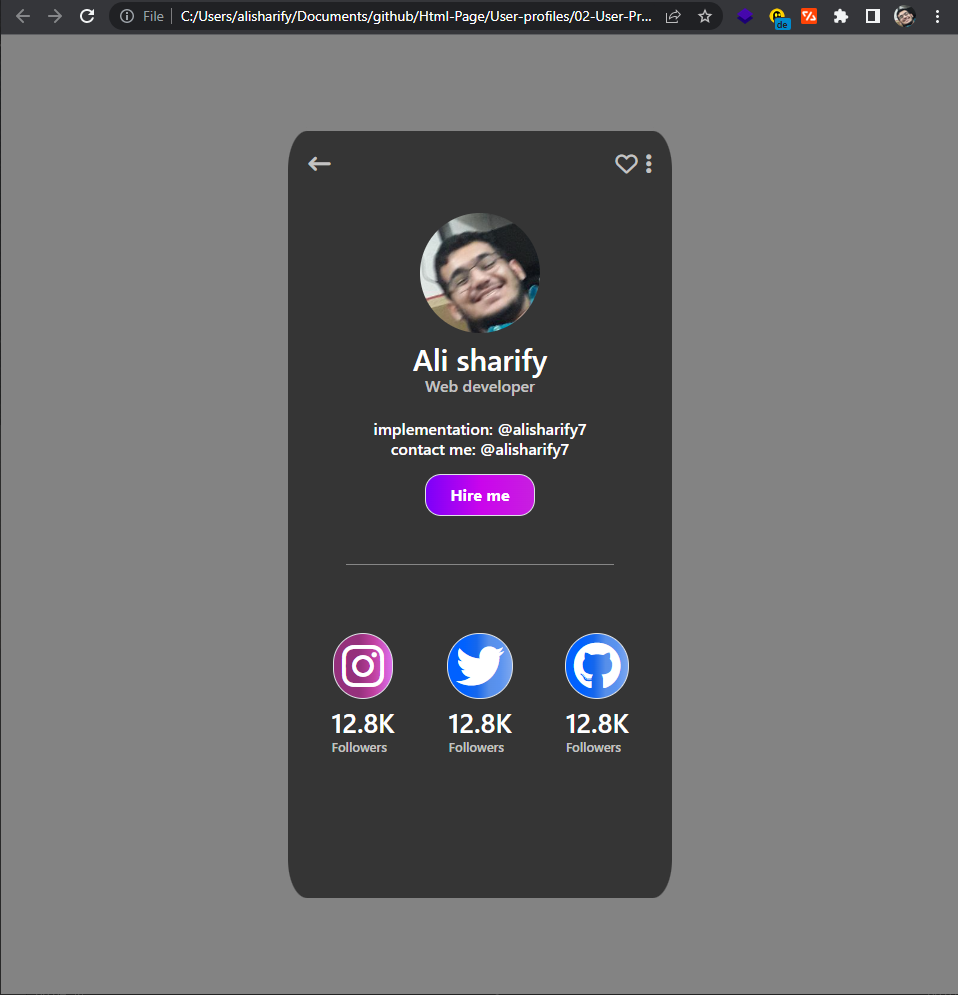 File C:/Users/alisharify/Documents/github/Html-Page/User-profiles/02-User-Pr...
de
Ali sharify
Web developer
implementation: @alisharify7
contact me: @alisharify7
Hire me
12.8K 12.8K 12.8K
Followers Followers Followers